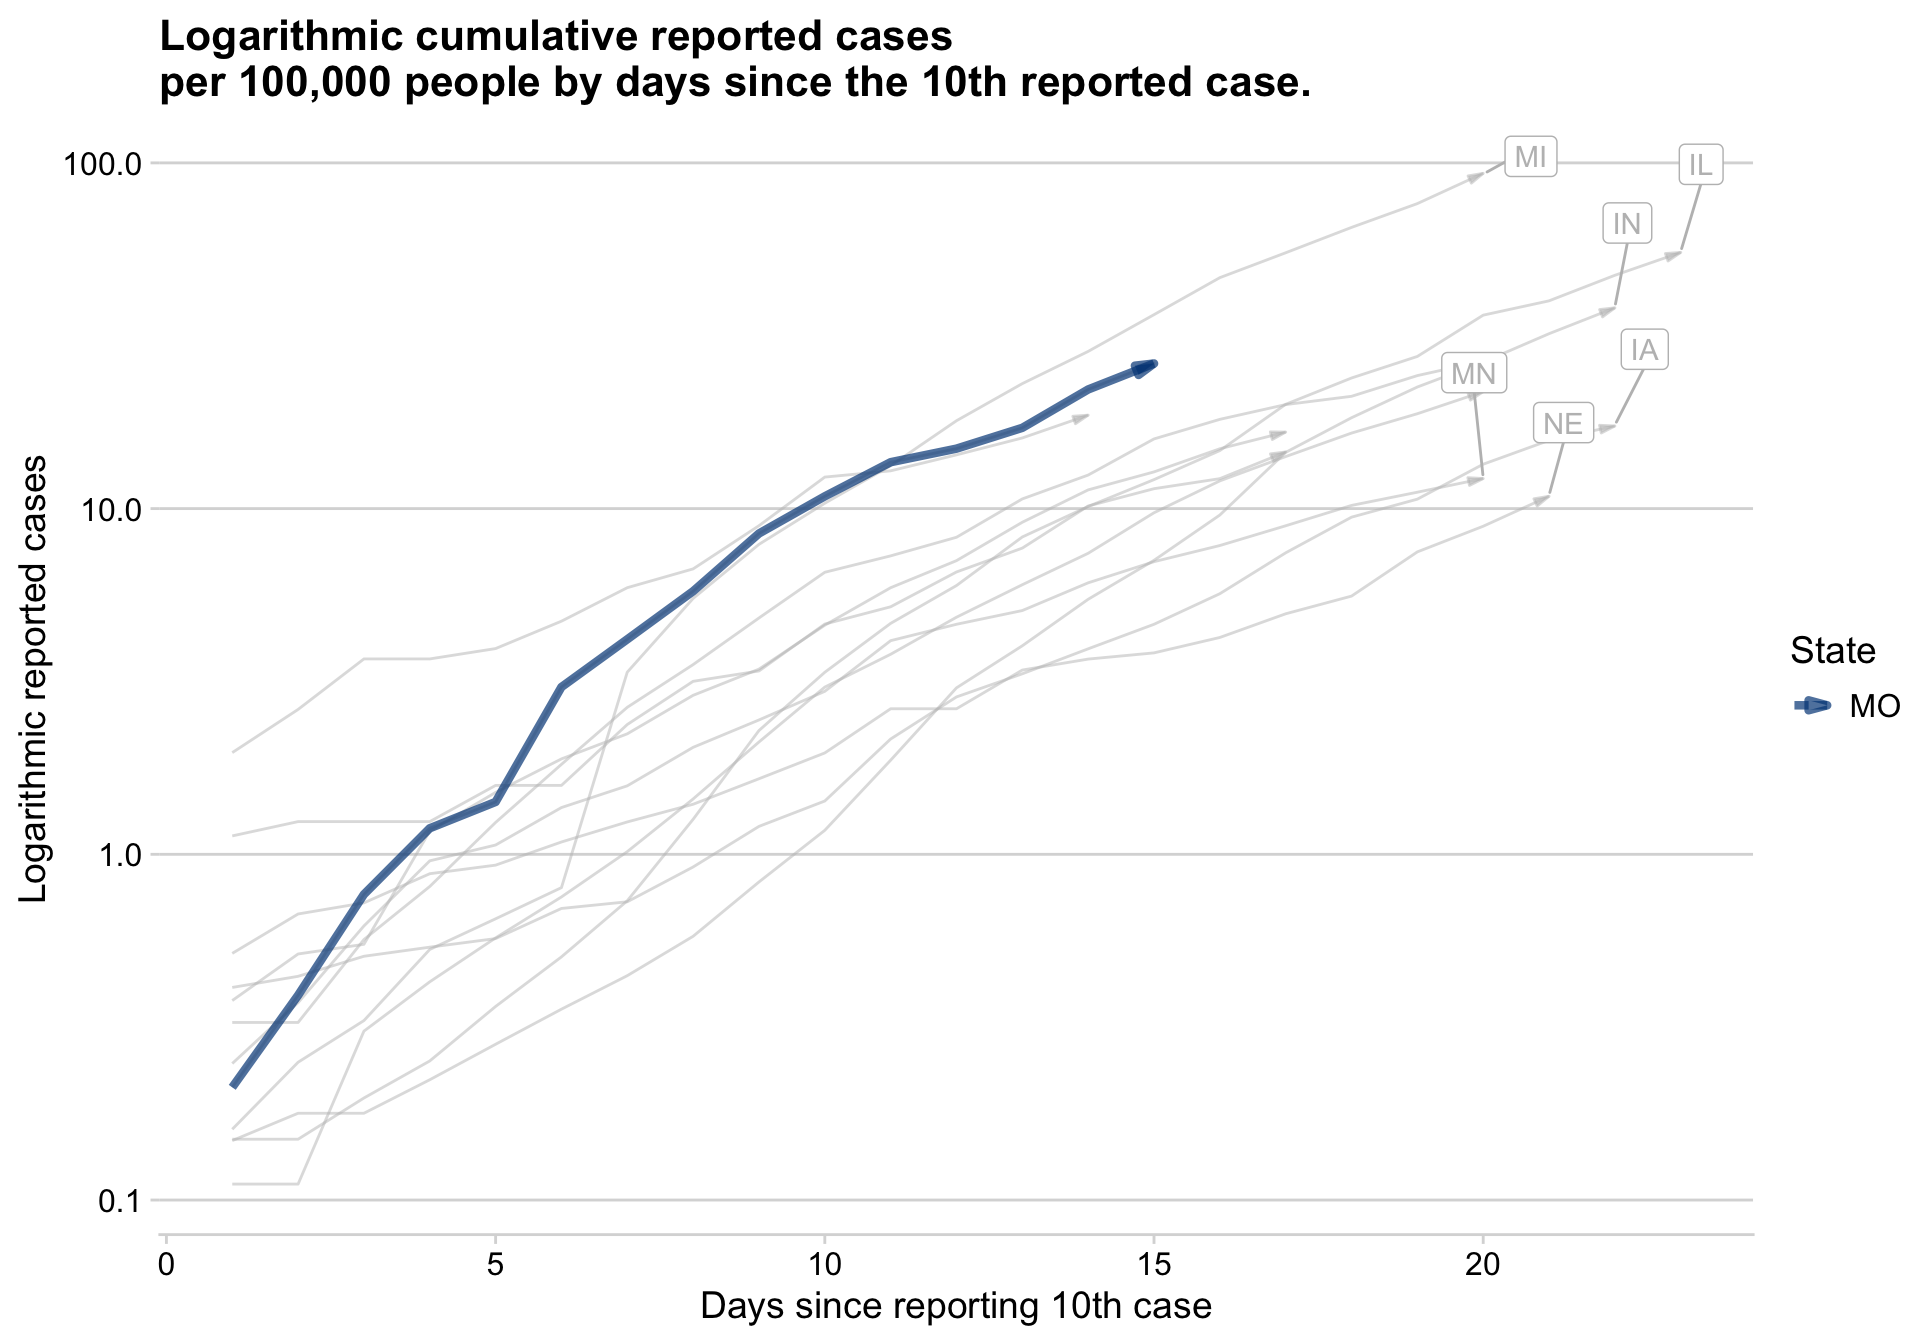 Logarithmic cumulative reported cases
per 100,000 people by days since the 10th reported case.
Logarithmic reported cases
100.0
10.0
1.0
0.1
MI
IL
IN
IA
MN
NE
State
MO
0
5
10
15
20
Days since reporting 10th case